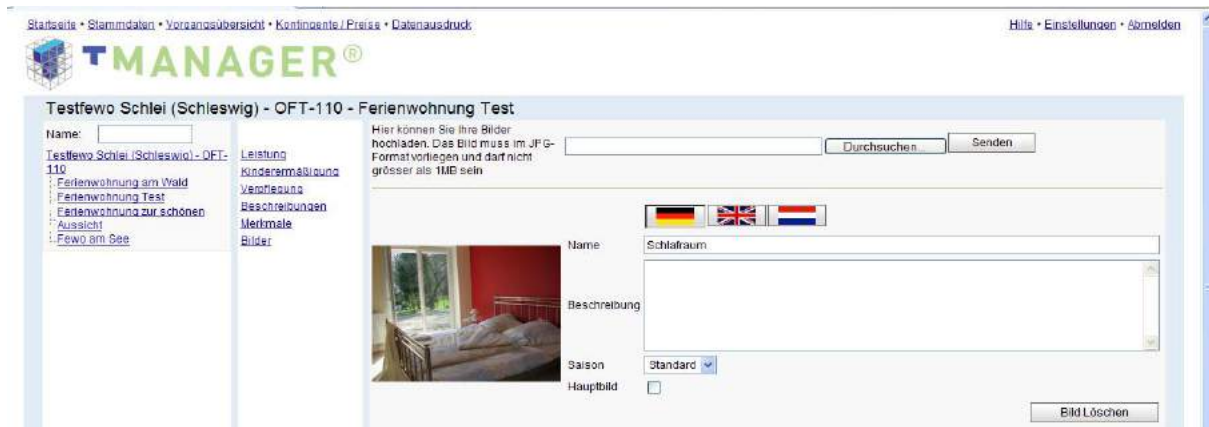 Startseite • Stammdaten • Vorgangsübersicht • Kontingente / Preise • Datenausdruck
Hilfe • Einstellungen • Abmelden
TMANAGER®
Testfewo Schlei (Schleswig) - OFT-110 - Ferienwohnung Test
Name:
Testfewo Schlei (Schleswig) - OFT-
110
Ferienwohnung am Wald
Ferienwohnung Test
Ferienwohnung zur schönen
Aussicht
Fewo am See
Leistung
Kinderermäßigung
Verpflegung
Beschreibungen
Merkmale
Bilder
Hier können Sie Ihre Bilder
hochladen. Das Bild muss im JPG-
Format vorliegen und darf nicht
grösser als 1MB sein
Durchsuchen...
Senden
Name
Schlafraum
Beschreibung
Saison
Standard
Hauptbild
Bild Löschen